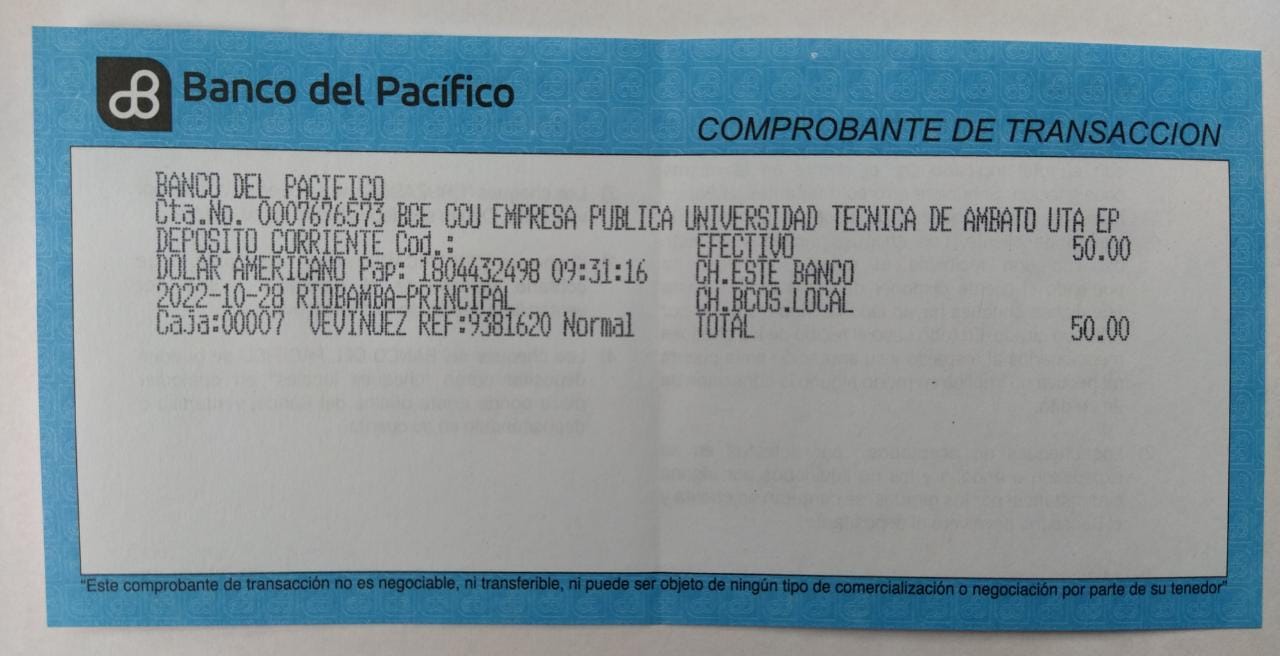 Banco del Pacífico
COMPROBANTE DE TRANSACCION
BANCO DEL PACIFICO
Cta.No. 0007676573 BCE CCU EMPRESA PUBLICA UNIVERSIDAD TECNICA DE AMBATO UTA EP
DEPOSITO CORRIENTE Cod.: EFECTIVO 50.00
DOLAR AMERICANO Pap: 1804432498 09:31:16 CH.ESTE BANCO
2022-10-28 RIOBAMBA-PRINCIPAL CH.BCOS.LOCAL
Caja:00007 VEVINUEZ REF:9381620 Normal TOTAL 50.00
"Este comprobante de transacción no es negociable, ni transferible, ni puede ser objeto de ningún tipo de comercialización o negociación por parte de su tenedor"